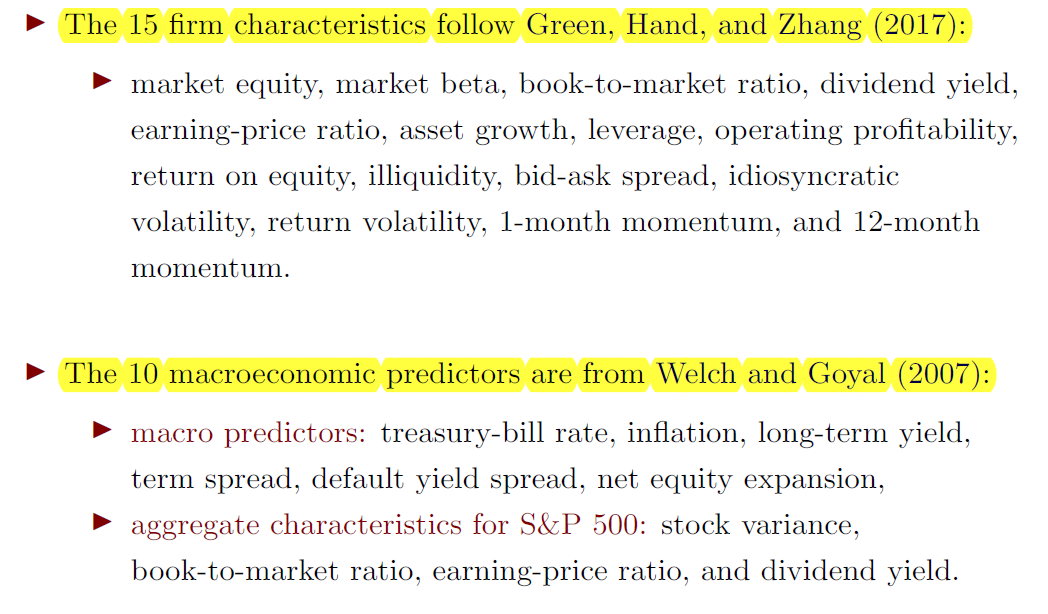 The 15 firm characteristics follow Green, Hand, and Zhang (2017):
market equity, market beta, book-to-market ratio, dividend yield,
earning-price ratio, asset growth, leverage, operating profitability,
return on equity, illiquidity, bid-ask spread, idiosyncratic
volatility, return volatility, 1-month momentum, and 12-month
momentum.
The 10 macroeconomic predictors are from Welch and Goyal (2007):
macro predictors: treasury-bill rate, inflation, long-term yield,
term spread, default yield spread, net equity expansion,
aggregate characteristics for S&P 500: stock variance,
book-to-market ratio, earning-price ratio, and dividend yield.